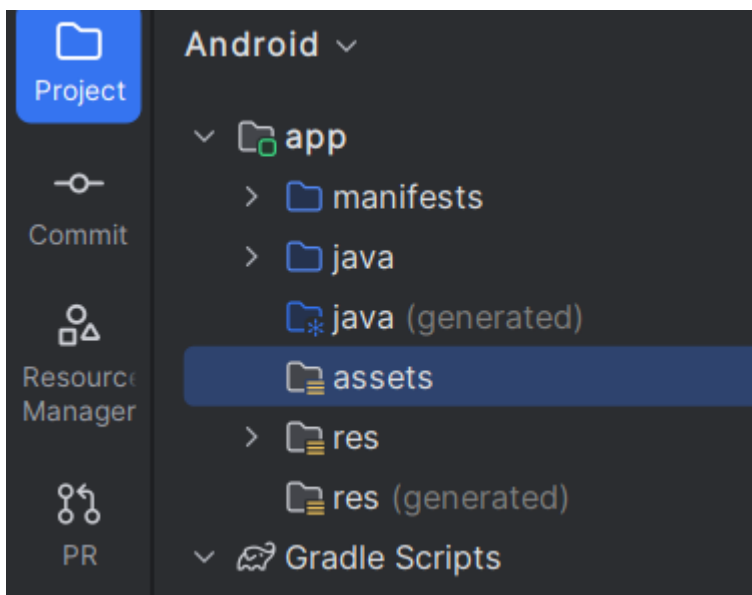 Project
Commit
Resource
Manager
PR
Android
app
manifests
java
java (generated)
assets
res
res (generated)
Gradle Scripts